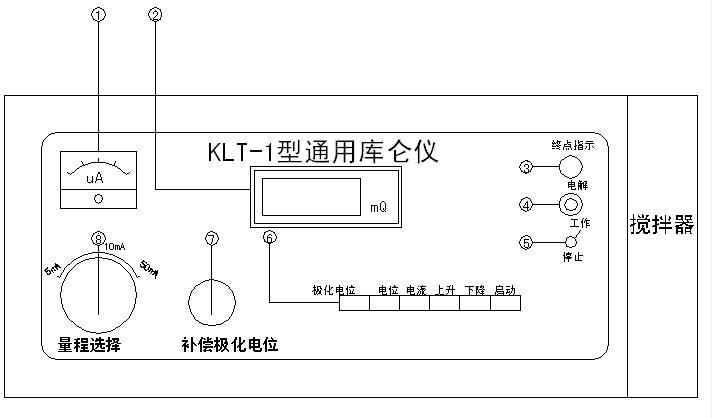 ① ②
KLT-1型通用库仑仪
终点指示
③
uA
电解
mQ
④
工作
搅拌器
⑧ ⑦ ⑥ ⑤
10mA
停止
5mA 50mA
极化电位 电位 电流 上升 下降 启动
量程选择 补偿极化电位